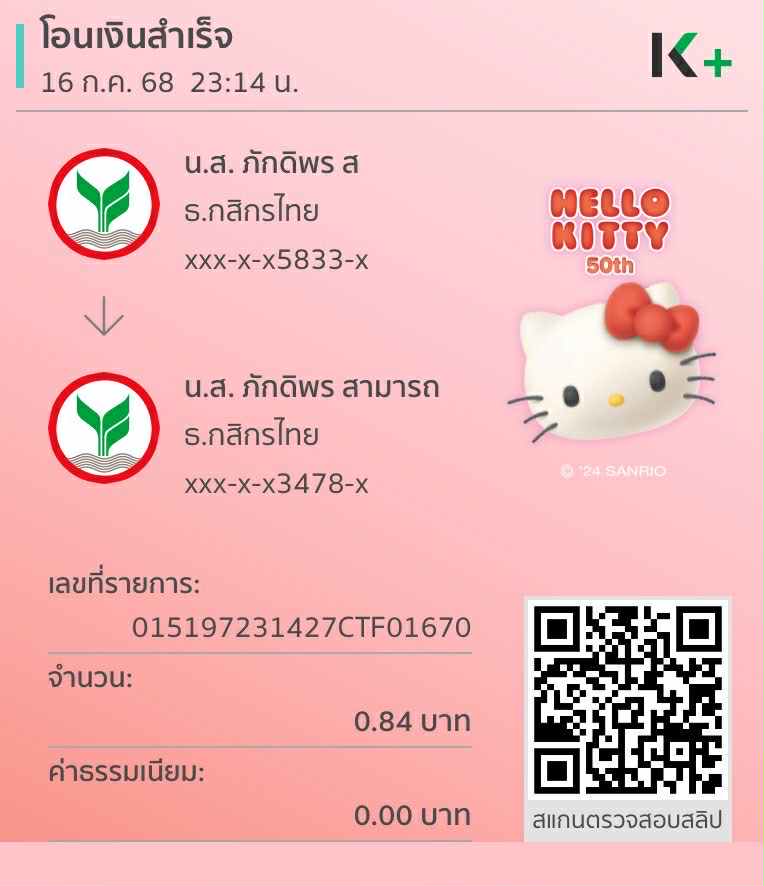 โอนเงินสำเร็จ
16 ก.ค. 68 23:14 น.
K+
น.ส. ภักดิพร ส
ธ.กสิกรไทย
xxx-x-x5833-x
HELLO
KITTY
50th
น.ส. ภักดิพร สามารถ
ธ.กสิกรไทย
xxx-x-x3478-x
© '24 SANRIO
เลขที่รายการ:
015197231427CTF01670
จำนวน:
0.84 บาท
ค่าธรรมเนียม:
0.00 บาท
สแกนตรวจสอบสลิป